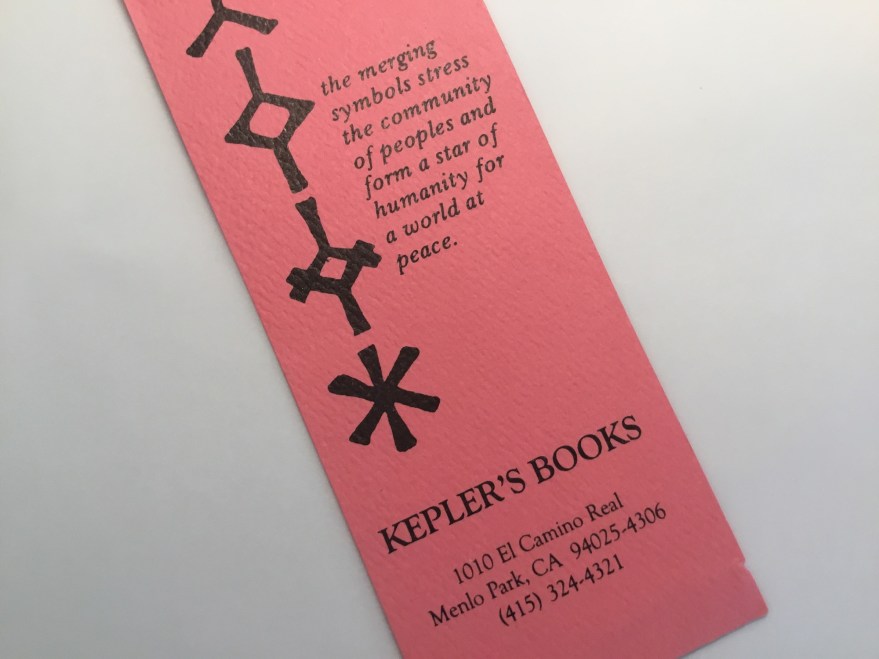 the merging
symbols stress
the community
of peoples and
form a star of
humanity for
a world at
peace.
KEPLER'S BOOKS
1010 El Camino Real
Menlo Park, CA 94025-4306
(415) 324-4321